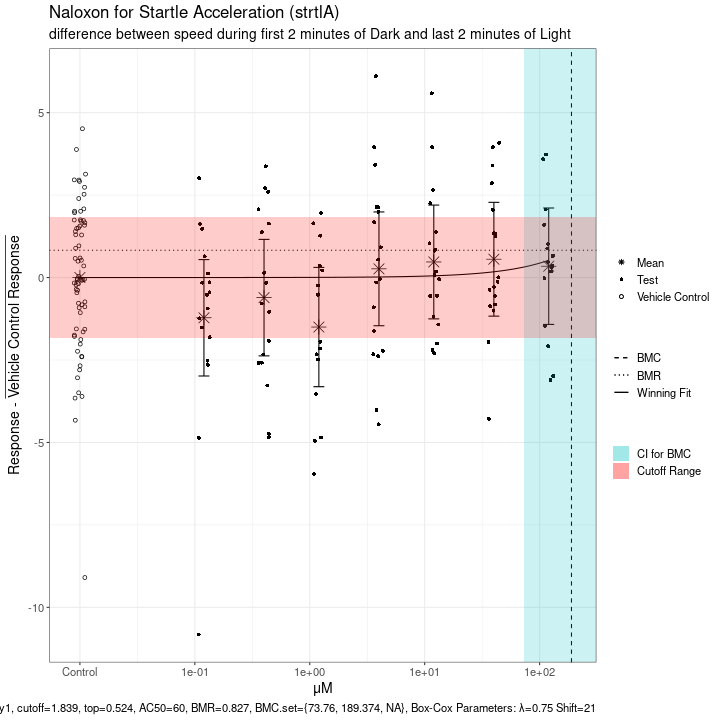 Naloxon for Startle Acceleration (strtlA)
difference between speed during first 2 minutes of Dark and last 2 minutes of Light
Response - Vehicle Control Response
5
0
-5
-10
Control
1e-01
1e+00
1e+01
1e+02
μM
Mean
Test
Vehicle Control
BMC
BMR
Winning Fit
CI for BMC
Cutoff Range
y1, cutoff=1.839, top=0.524, AC50=60, BMR=0.827, BMC.set={73.76, 189.374, NA}, Box-Cox Parameters: λ=0.75 Shift=21